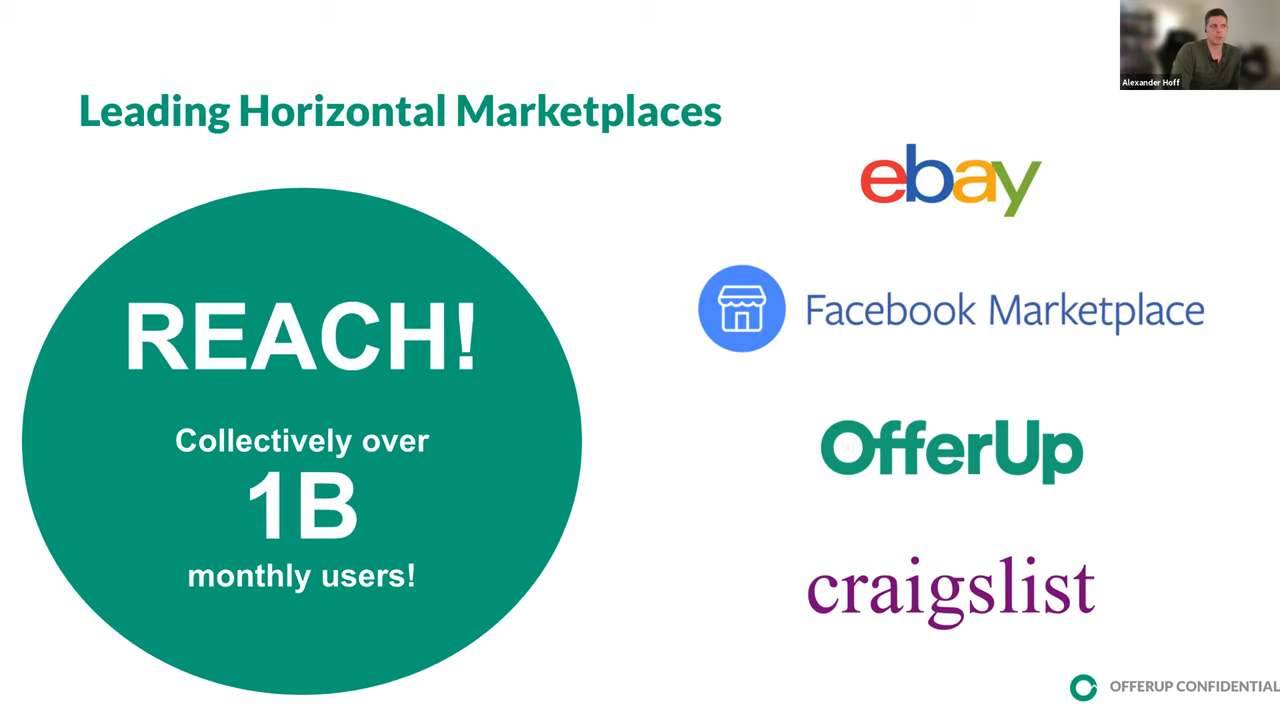 Alexander Hoff
Leading Horizontal Marketplaces
ebay
REACH!
Facebook Marketplace
Collectively over
OfferUp
1B
monthly users!
craigslist
OFFERUP CONFIDENTIAL